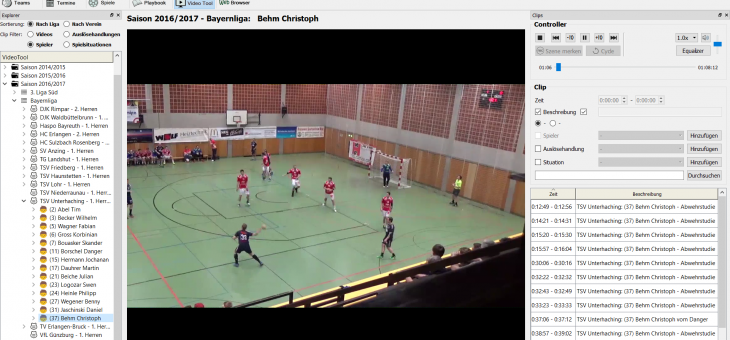 Teams Termine Spiele Playbook Video Tool Web Browser
Explorer
Sortierung: Nach Liga Nach Verein
Clip Filter: Videos Auslösehandlungen
Spieler Spielsituationen
VideoTool
Saison 2014/2015
Saison 2015/2016
Saison 2016/2017
3. Liga Süd
Bayernliga
DJK Rimpar - 2. Herren
DJK Waldbüttelbrunn - 1. ...
Haspo Bayreuth - 1. Herren
HC Erlangen - 2. Herren
HC Sulzbach Rosenberg - ...
SV Anzing - 1. Herren
TG Landshut - 1. Herren
TSV Friedberg - 1. Herren
TSV Haunstetten - 1. Herren
TSV Lohr - 1. Herren
TSV Niederraunau - 1. Her...
TSV Unterhaching - 1. Her...
(2) Abel Tim
(3) Becker Wilhelm
(5) Wagner Fabian
(6) Gross Korbinian
(7) Bouasker Skander
(10) Borschel Dennis
(15) Hermann Jochanan
(17) Dauhrer Martin
(21) Beiche Julian
(23) Logozar Swen
(24) Heinle Philipp
(27) Wegener Benny
(31) Jaschinski Daniel
(37) Behm Christoph
TV Erlangen-Bruck - 1. Her...
VfL Günzburg - 1. Herren
Saison 2016/2017 - Bayernliga: Behm Christoph
Clips
Controller
1.0x
Szene merken Cycle Equalizer
01:06 01:08:12
Clip
Zeit 0:00:00 - 0:00:00
Beschreibung
- -
Spieler - Hinzufügen
Auslösehandlung - Hinzufügen
Situation - Hinzufügen
Durchsuchen
Zeit Beschreibung
0:12:49 - 0:12:56 TSV Unterhaching: (37) Behm Christoph - Abwehrstudie
0:14:21 - 0:14:31 TSV Unterhaching: (37) Behm Christoph - Abwehrstudie
0:15:20 - 0:15:30 TSV Unterhaching: (37) Behm Christoph - Abwehrstudie
0:15:57 - 0:16:04 TSV Unterhaching: (37) Behm Christoph - Abwehrstudie
0:30:06 - 0:30:16 TSV Unterhaching: (37) Behm Christoph - Abwehrstudie
0:32:22 - 0:32:32 TSV Unterhaching: (37) Behm Christoph - Abwehrstudie
0:32:43 - 0:32:49 TSV Unterhaching: (37) Behm Christoph - Abwehrstudie
0:33:23 - 0:33:33 TSV Unterhaching: (37) Behm Christoph - Abwehrstudie
0:37:06 - 0:37:12 TSV Unterhaching: (37) Behm Christoph vom Danger
0:38:57 - 0:39:02 TSV Unterhaching: (37) Behm Christoph - Abwehrstudie